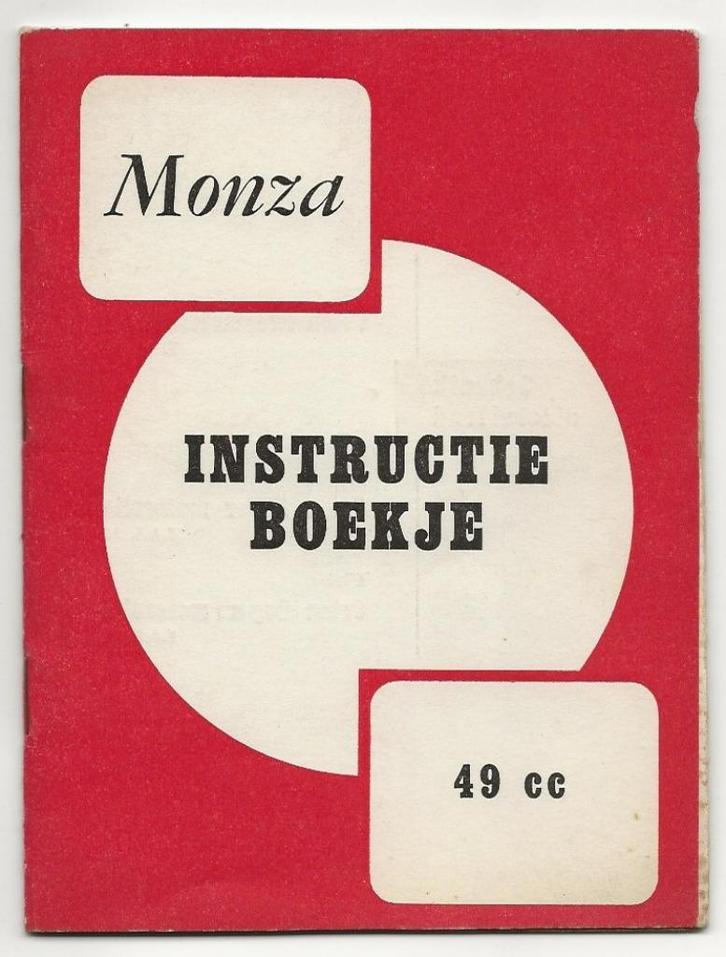 Monza
INSTRUCTIE
BOEKJE
49 cc